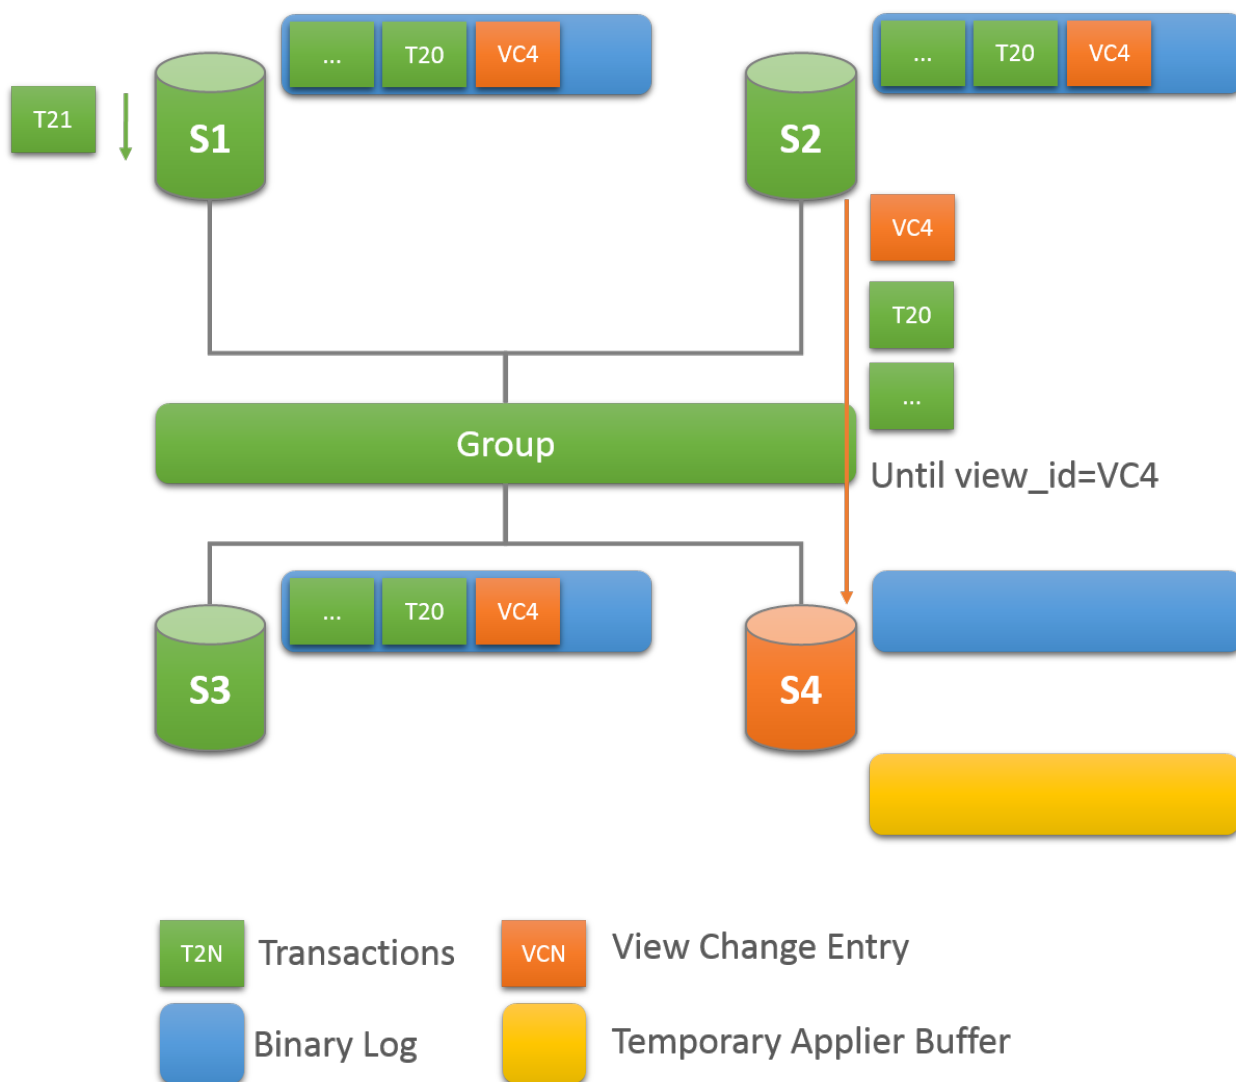 ... T20 VC4
... T20 VC4
T21
S1
S2
VC4
T20
...
Group
Until view_id=VC4
... T20 VC4
S3
S4
T2N Transactions
VCN View Change Entry
Binary Log
Temporary Applier Buffer